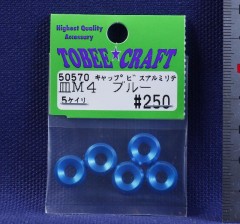 Highest Quality
Accessory
TOBEE★CRAFT
50570 キャップビスアルミリテ
皿M4 ブルー
5ケイリ
#250